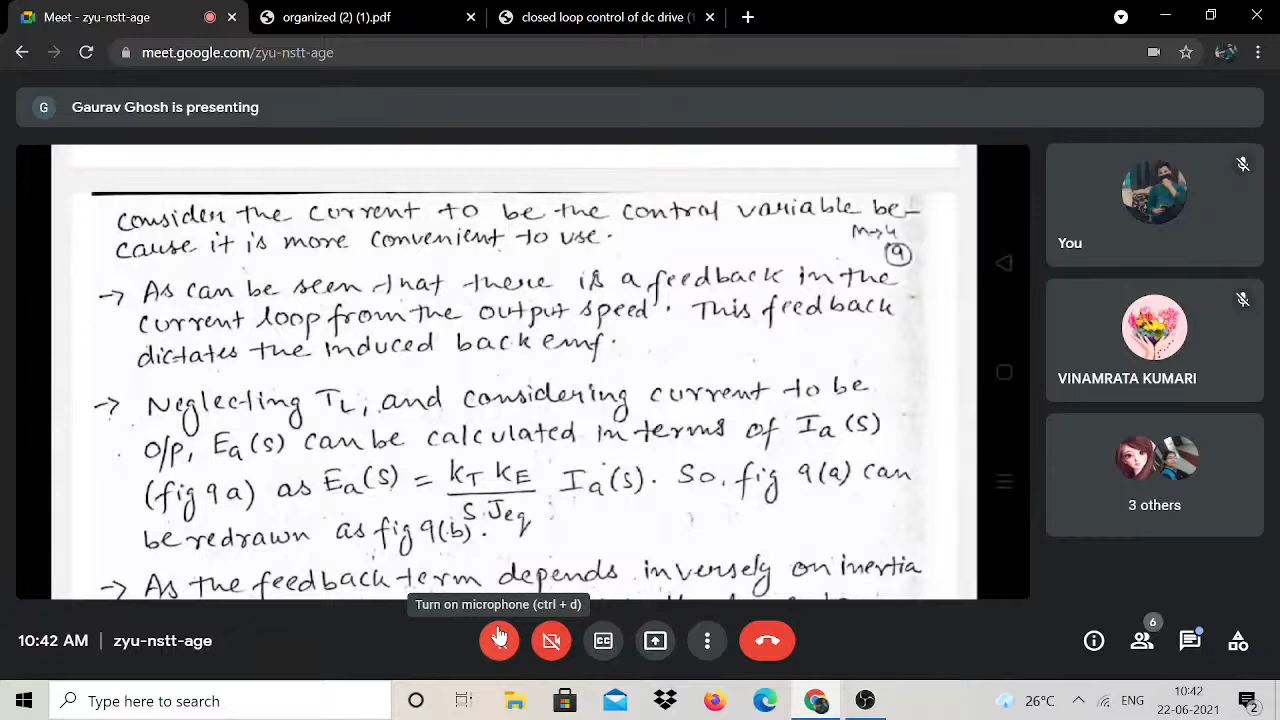 Meet - zyu-nstt-age
organized (2) (1).pdf
closed loop control of dc drive (1
meet.google.com/zyu-nstt-age
G Gaurav Ghosh is presenting
consider the current to be the control variable be-
cause it is more convenient to use.
9
-> As can be seen that there is a feedback in the
current loop from the output speed. This feedback
dictates the induced back emf.
-> Neglecting TL, and considering current to be
o/p, Ea(s) can be calculated in terms of Ia(s)
(fig 9a) as Ea(s) = kT kE / s Jeq Ia(s). So, fig 9(a) can
be redrawn as fig 9(b).
-> As the feedback term depends inversely on inertia
You
VINAMRATA KUMARI
3 others
Turn on microphone (ctrl + d)
10:42 AM | zyu-nstt-age
CC
6
Type here to search
26°C ENG 10:42
22-06-2021
2